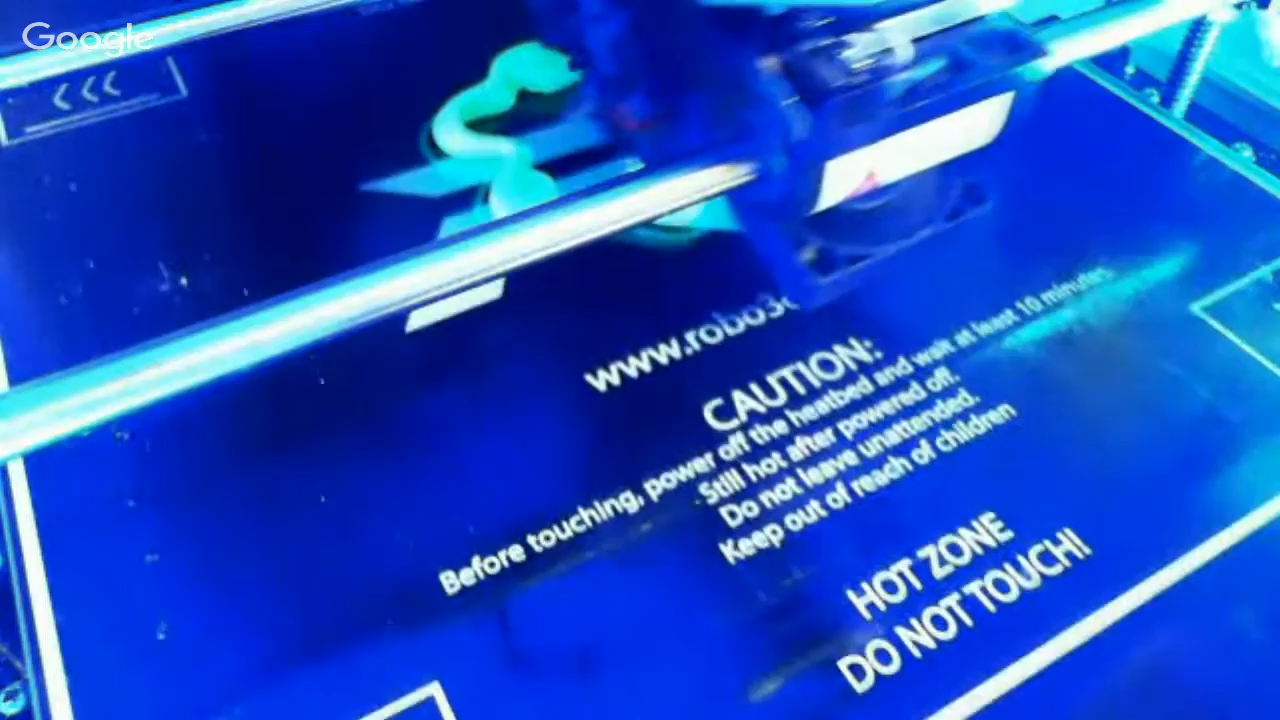 Google
<<<
www.robo3d
CAUTION:
Before touching, power off the heatbed and wait at least 10 minutes.
Still hot after powered off.
Do not leave unattended.
Keep out of reach of children
HOT ZONE
DO NOT TOUCH!